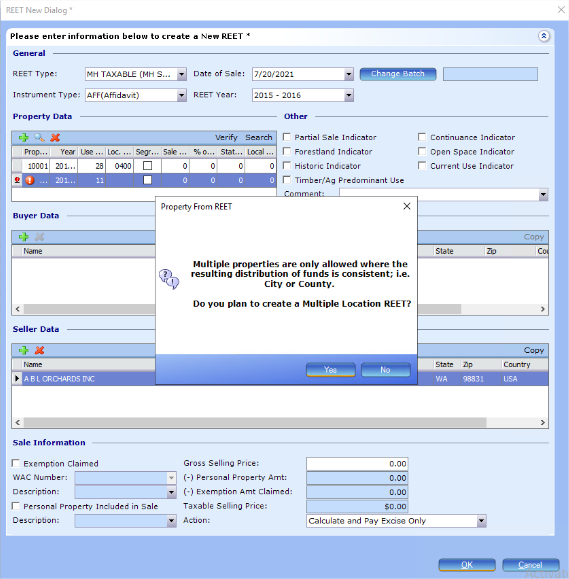 REET New Dialog *
Please enter information below to create a New REET *
General
REET Type: MH TAXABLE (MH S... Date of Sale: 7/20/2021 Change Batch
Instrument Type: AFF(Affidavit) REET Year: 2015 - 2016
Property Data
Verify Search
Prop... Year Use ... Loc. ... Segr... Sale ... % o... Stat... Local ...
10001 201... 28 0400 0 0 0 0
... 201... 11 0 0 0 0
Other
Partial Sale Indicator Continuance Indicator
Forestland Indicator Open Space Indicator
Historic Indicator Current Use Indicator
Timber/Ag Predominant Use
Comment:
Buyer Data
Copy
Name State Zip Cou
Property From REET
Multiple properties are only allowed where the
resulting distribution of funds is consistent; i.e.
City or County.
Do you plan to create a Multiple Location REET?
Yes No
Seller Data
Copy
Name State Zip Country
A B L ORCHARDS INC WA 98831 USA
Sale Information
Exemption Claimed Gross Selling Price: 0.00
WAC Number: (-) Personal Property Amt: 0.00
Description: (-) Exemption Amt Claimed: 0.00
Personal Property Included in Sale Taxable Selling Price: $0.00
Description: Action: Calculate and Pay Excise Only
OK Cancel